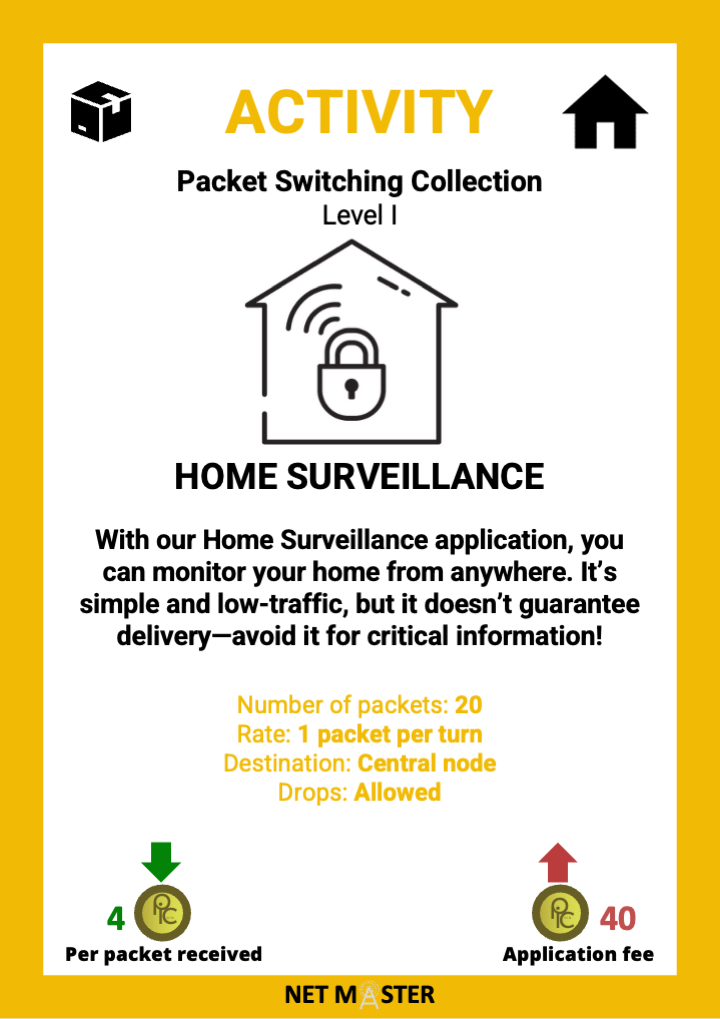 ACTIVITY
Packet Switching Collection
Level I
HOME SURVEILLANCE
With our Home Surveillance application, you
can monitor your home from anywhere. It’s
simple and low-traffic, but it doesn’t guarantee
delivery—avoid it for critical information!
Number of packets: 20
Rate: 1 packet per turn
Destination: Central node
Drops: Allowed
4
Per packet received
40
Application fee
NET MASTER